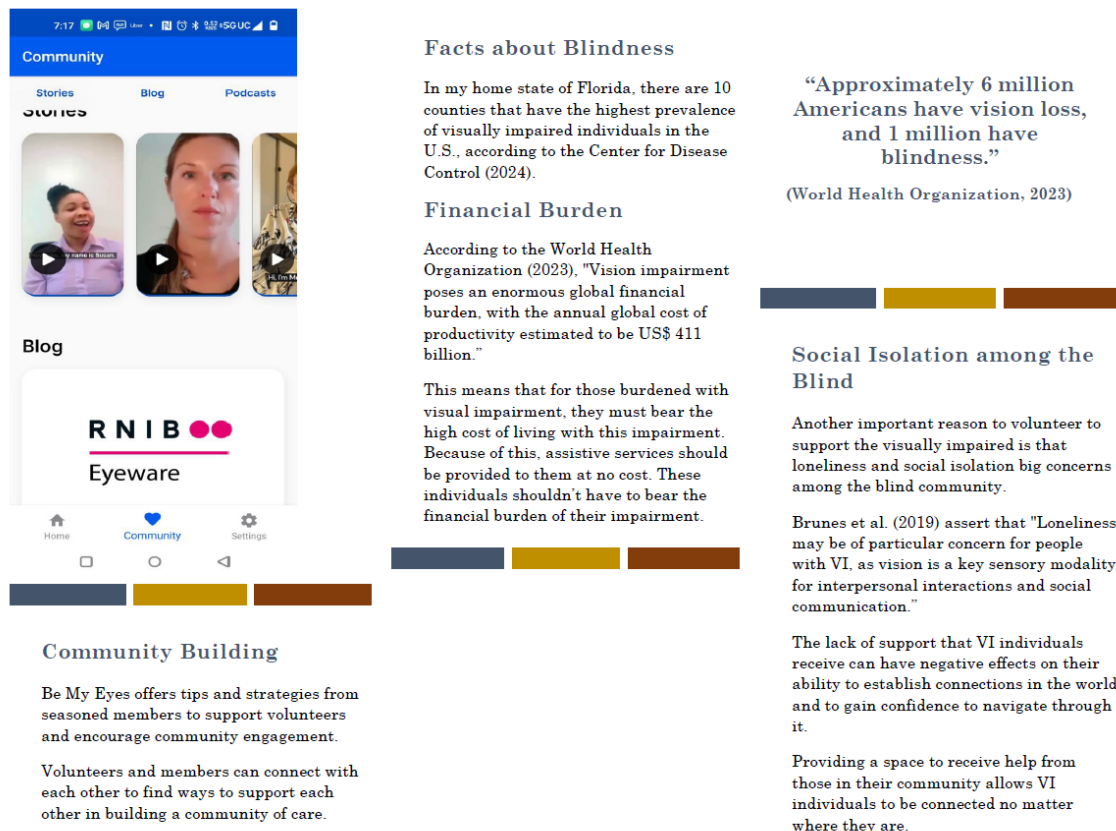 7:17
Uber
5G UC
Community
Stories
Blog
Podcasts
Stories
name is Susan.
Hi, I'm
Blog
RNIB
Eyeware
Home
Community
Settings
Community Building
Be My Eyes offers tips and strategies from
seasoned members to support volunteers
and encourage community engagement.
Volunteers and members can connect with
each other to find ways to support each
other in building a community of care.
Facts about Blindness
In my home state of Florida, there are 10
counties that have the highest prevalence
of visually impaired individuals in the
U.S., according to the Center for Disease
Control (2024).
Financial Burden
According to the World Health
Organization (2023), "Vision impairment
poses an enormous global financial
burden, with the annual global cost of
productivity estimated to be US$ 411
billion.”
This means that for those burdened with
visual impairment, they must bear the
high cost of living with this impairment.
Because of this, assistive services should
be provided to them at no cost. These
individuals shouldn’t have to bear the
financial burden of their impairment.
“Approximately 6 million
Americans have vision loss,
and 1 million have
blindness.”
(World Health Organization, 2023)
Social Isolation among the
Blind
Another important reason to volunteer to
support the visually impaired is that
loneliness and social isolation big concerns
among the blind community.
Brunes et al. (2019) assert that "Loneliness
may be of particular concern for people
with VI, as vision is a key sensory modality
for interpersonal interactions and social
communication.”
The lack of support that VI individuals
receive can have negative effects on their
ability to establish connections in the world
and to gain confidence to navigate through
it.
Providing a space to receive help from
those in their community allows VI
individuals to be connected no matter
where they are.